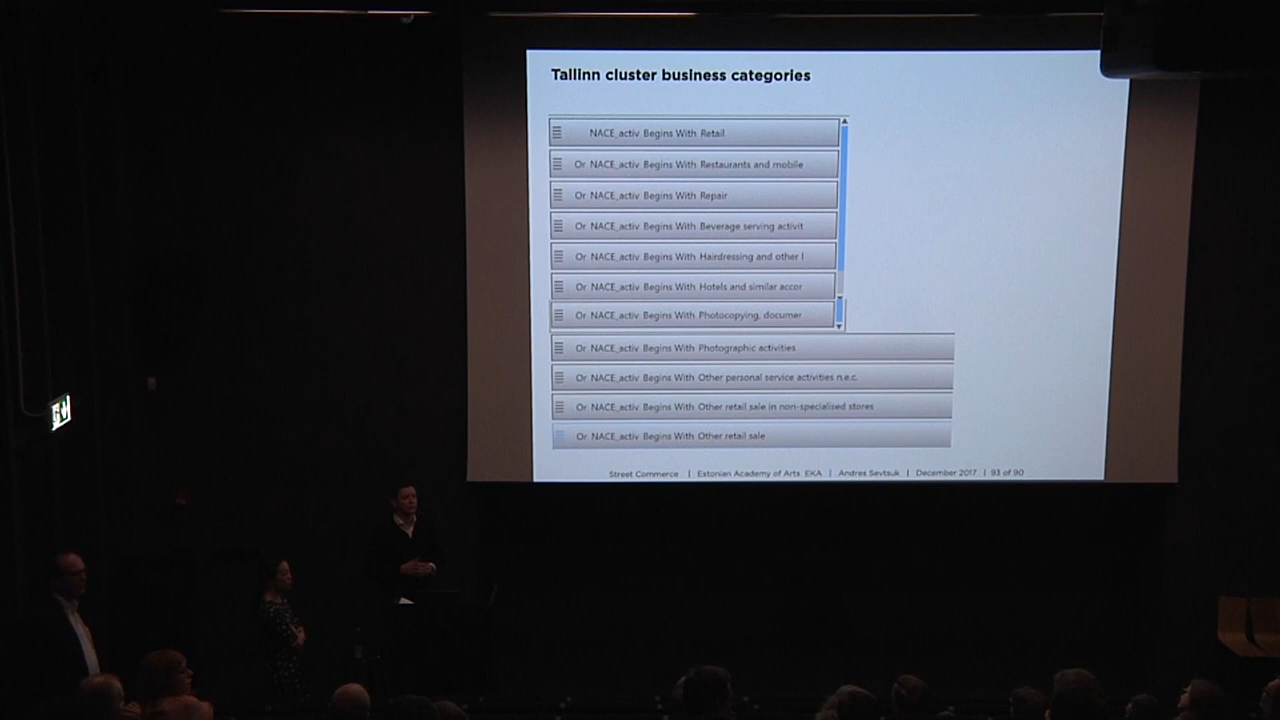 Tallinn cluster business categories
NACE_activ Begins With Retail
Or NACE_activ Begins With Restaurants and mobile
Or NACE_activ Begins With Repair
Or NACE_activ Begins With Beverage serving activit
Or NACE_activ Begins With Hairdressing and other l
Or NACE_activ Begins With Hotels and similar accor
Or NACE_activ Begins With Photocopying, documer
Or NACE_activ Begins With Photographic activities
Or NACE_activ Begins With Other personal service activities n.e.c.
Or NACE_activ Begins With Other retail sale in non-specialised stores
Or NACE_activ Begins With Other retail sale
Street Commerce | Estonian Academy of Arts EKA | Andres Sevtsuk | December 2017 | 93 of 90